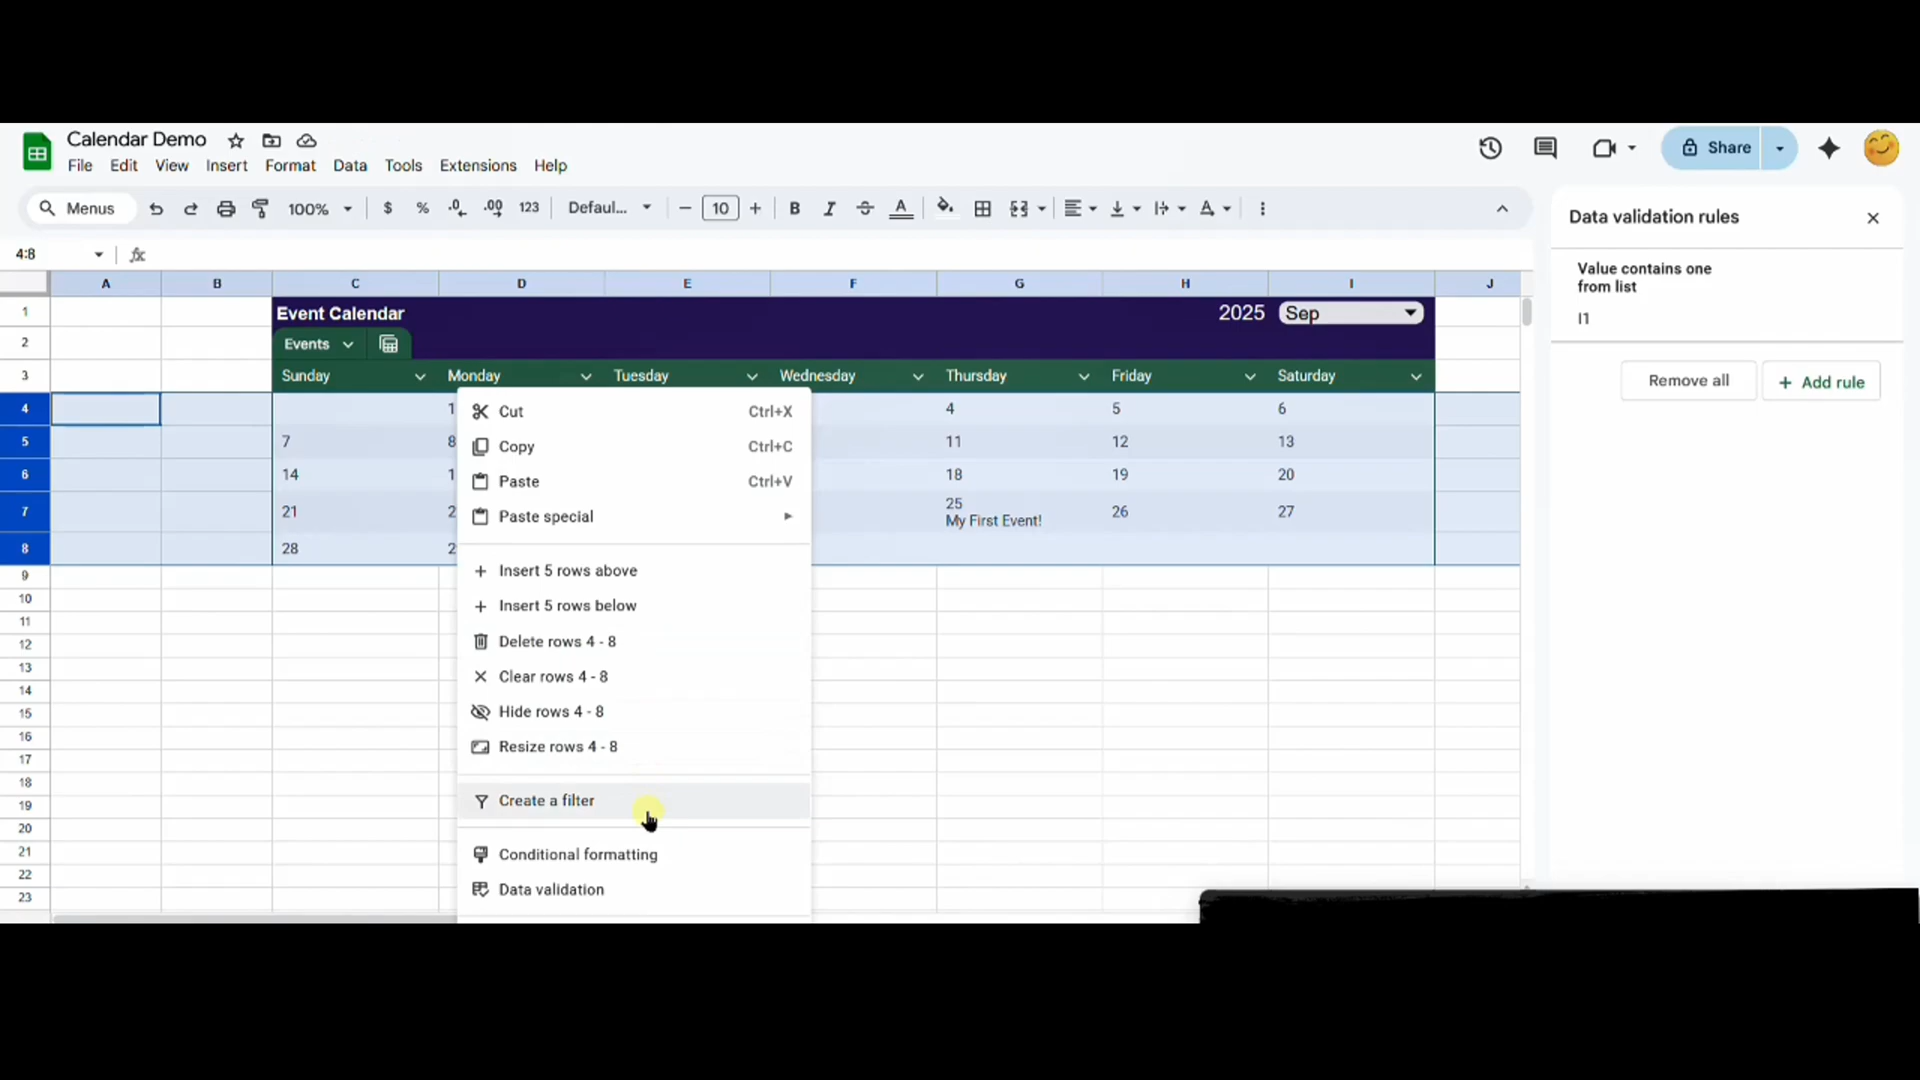 Calendar Demo
File Edit View Insert Format Data Tools Extensions Help
Share
Menus 100% $ % .0 .00 123 Defaul... 10 B I S A
4:8 fx
Data validation rules
Value contains one
from list
I1
Remove all
+ Add rule
A B C D E F G H I J
1 Event Calendar 2025 Sep
2 Events
3 Sunday Monday Tuesday Wednesday Thursday Friday Saturday
4 1 4 5 6
5 7 8 11 12 13
6 14 1 18 19 20
7 21 2 25 26 27
My First Event!
8 28 2
9
10
11
12
13
14
15
16
17
18
19
20
21
22
23
Cut Ctrl+X
Copy Ctrl+C
Paste Ctrl+V
Paste special
Insert 5 rows above
Insert 5 rows below
Delete rows 4 - 8
Clear rows 4 - 8
Hide rows 4 - 8
Resize rows 4 - 8
Create a filter
Conditional formatting
Data validation